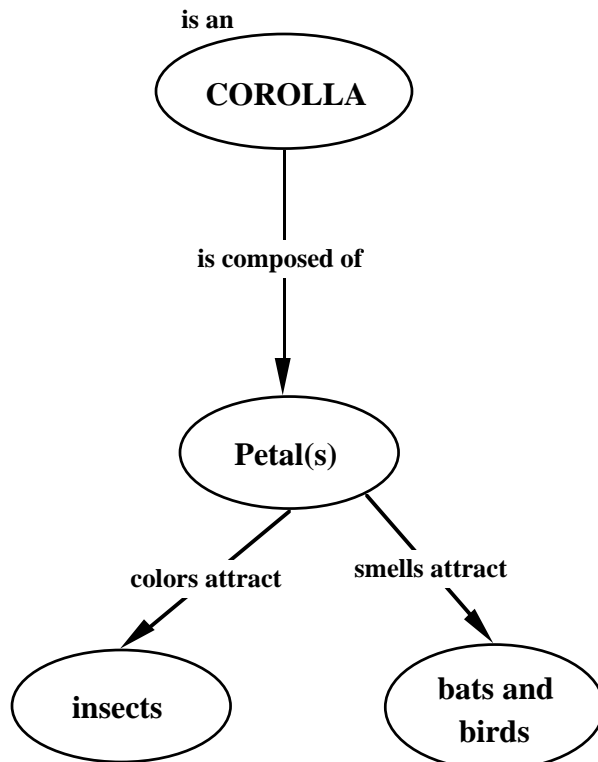 is an
COROLLA
is composed of
Petal(s)
colors attract
smells attract
insects
bats and
birds